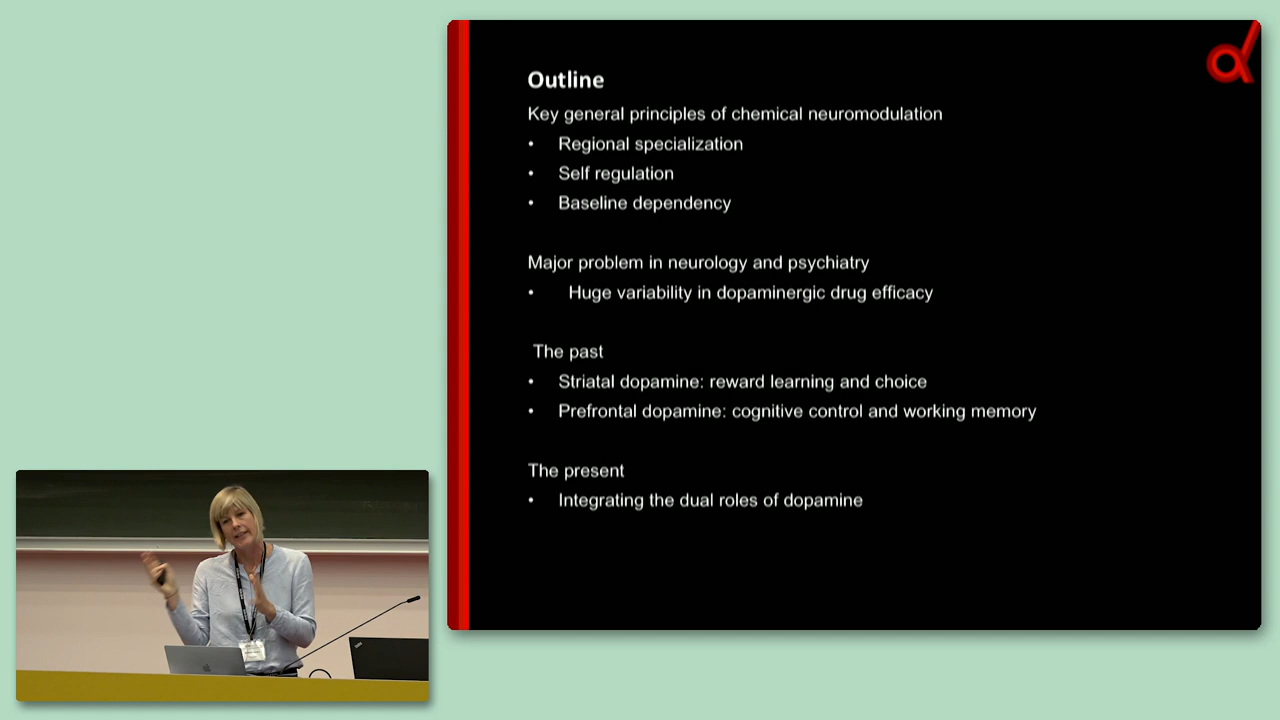 Outline
Key general principles of chemical neuromodulation
• Regional specialization
• Self regulation
• Baseline dependency
Major problem in neurology and psychiatry
• Huge variability in dopaminergic drug efficacy
The past
• Striatal dopamine: reward learning and choice
• Prefrontal dopamine: cognitive control and working memory
The present
• Integrating the dual roles of dopamine